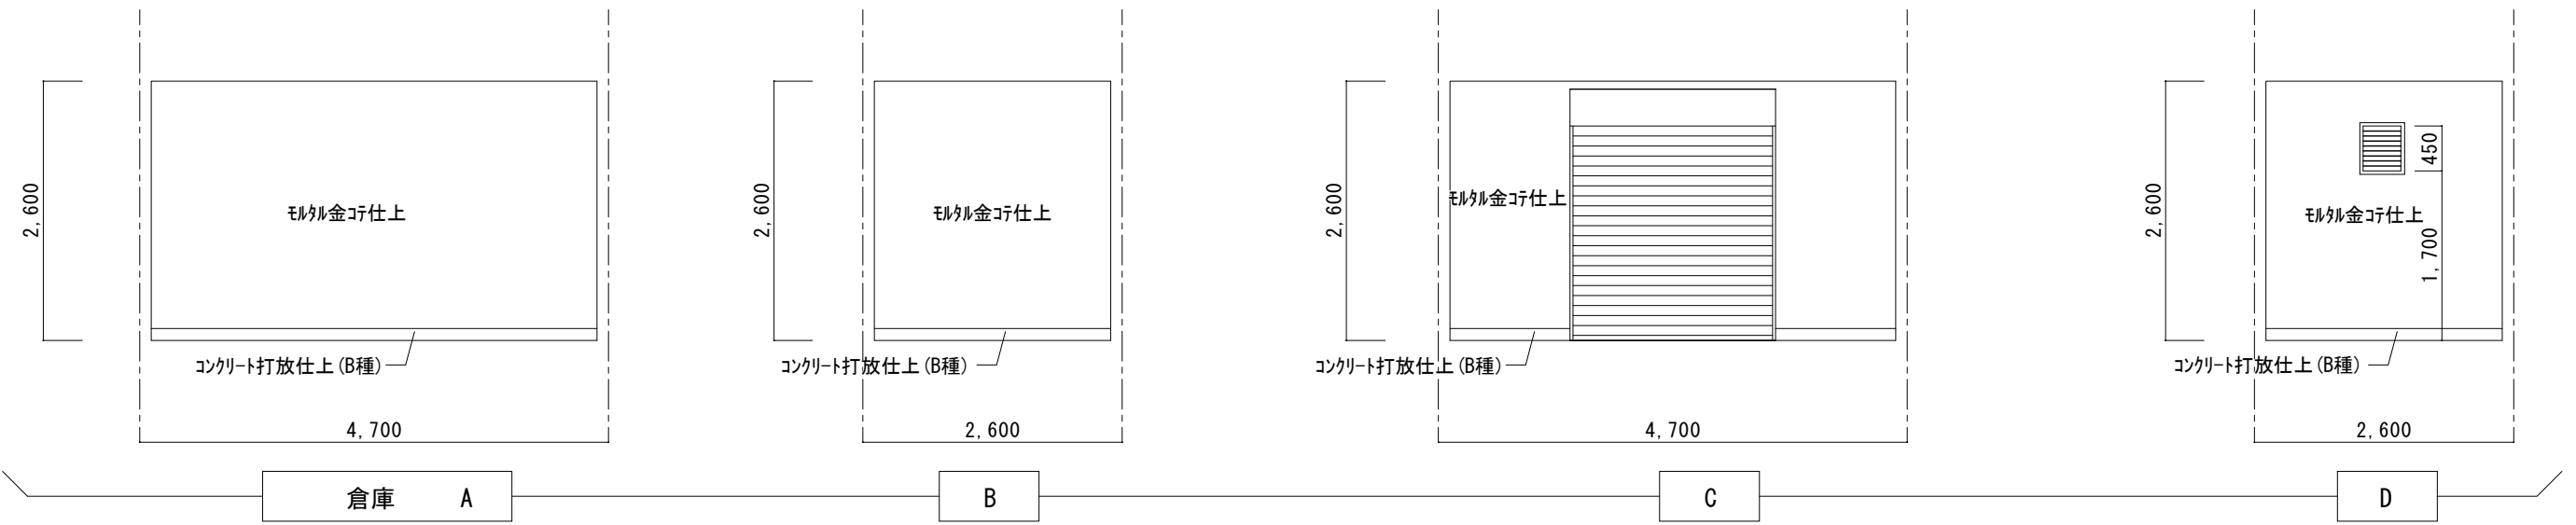 2,600
モルタル金コテ仕上
コンクリート打放仕上(B種)
4,700
倉庫 A
2,600
モルタル金コテ仕上
コンクリート打放仕上(B種)
2,600
B
2,600
モルタル金コテ仕上
コンクリート打放仕上(B種)
4,700
C
2,600
450
モルタル金コテ仕上
1,700
コンクリート打放仕上(B種)
2,600
D